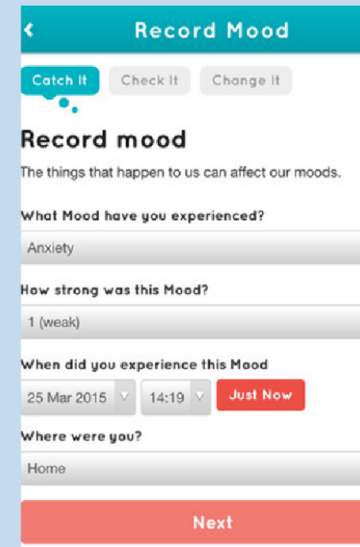 Record Mood
Catch It Check It Change It
Record mood
The things that happen to us can affect our moods.
What Mood have you experienced?
Anxiety
How strong was this Mood?
1 (weak)
When did you experience this Mood
25 Mar 2015 14:19 Just Now
Where were you?
Home
Next